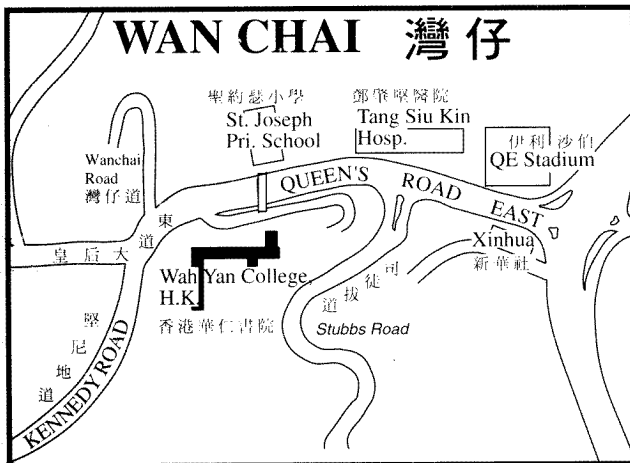 WAN CHAI 灣仔
聖約瑟小學
St. Joseph
Pri. School
鄧肇堅醫院
Tang Siu Kin
Hosp.
伊利沙伯
QE Stadium
Wanchai
Road
灣仔道
QUEEN'S ROAD EAST
皇后大道東
Xinhua
新華社
Wah Yan College,
H.K.
香港華仁書院
司徒拔道
Stubbs Road
KENNEDY ROAD
堅尼地道